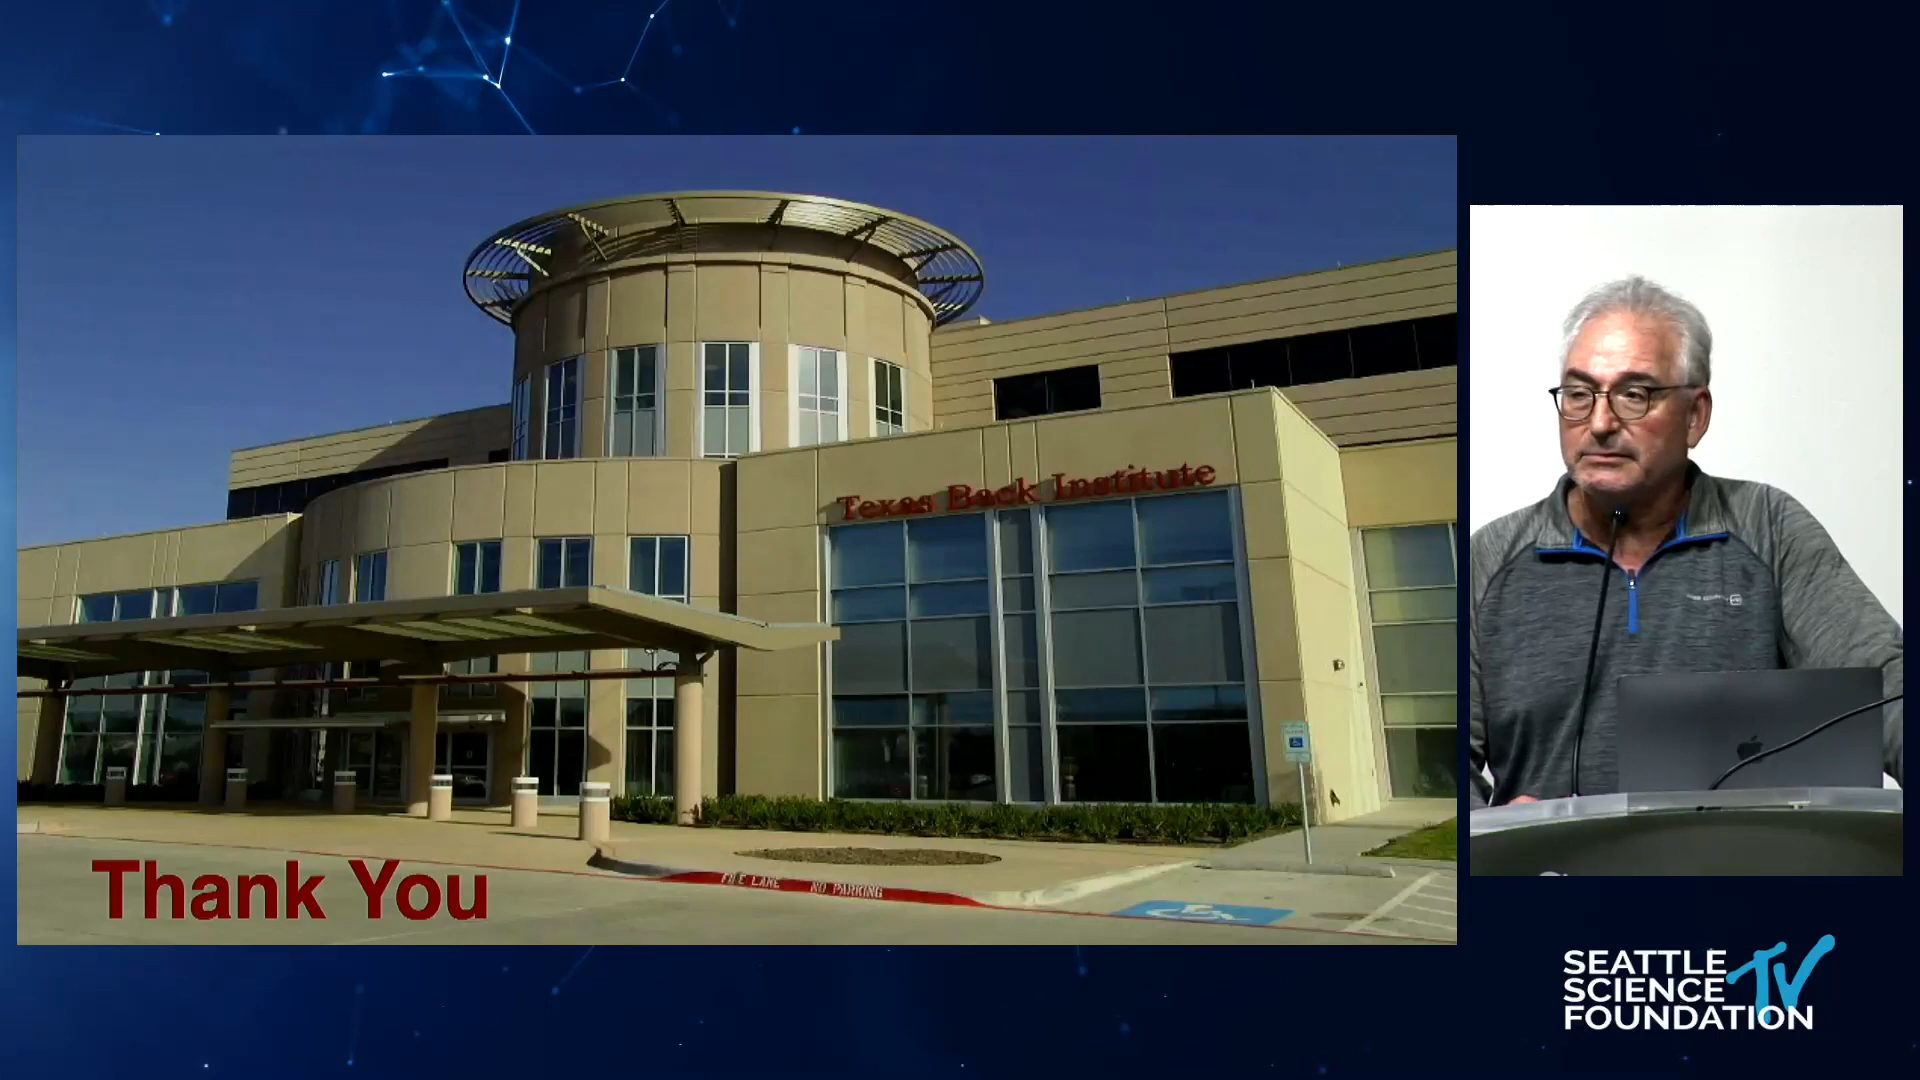 Texas Back Institute
FIRE LANE NO PARKING
Thank You
SEATTLE
SCIENCE TV
FOUNDATION